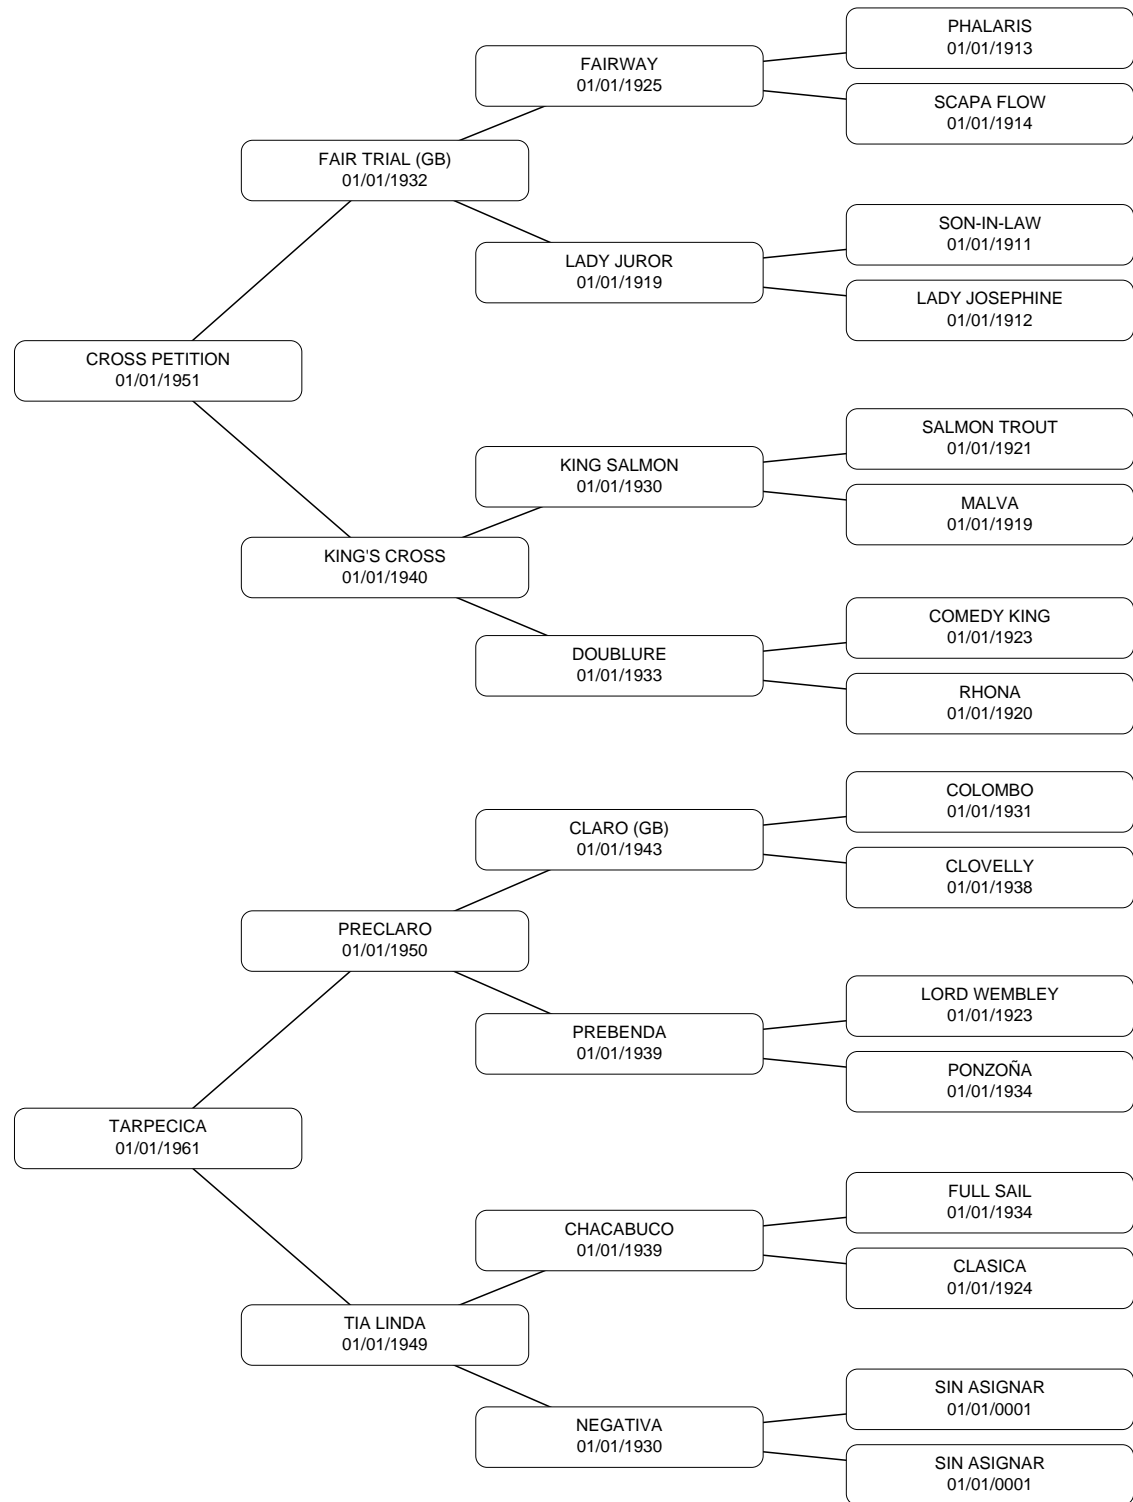 PHALARIS
01/01/1913
FAIRWAY
01/01/1925
SCAPA FLOW
01/01/1914
FAIR TRIAL (GB)
01/01/1932
SON-IN-LAW
01/01/1911
LADY JUROR
01/01/1919
LADY JOSEPHINE
01/01/1912
CROSS PETITION
01/01/1951
SALMON TROUT
01/01/1921
KING SALMON
01/01/1930
MALVA
01/01/1919
KING'S CROSS
01/01/1940
COMEDY KING
01/01/1923
DOUBLURE
01/01/1933
RHONA
01/01/1920
COLOMBO
01/01/1931
CLARO (GB)
01/01/1943
CLOVELLY
01/01/1938
PRECLARO
01/01/1950
LORD WEMBLEY
01/01/1923
PREBENDA
01/01/1939
PONZOÑA
01/01/1934
TARPECICA
01/01/1961
FULL SAIL
01/01/1934
CHACABUCO
01/01/1939
CLASICA
01/01/1924
TIA LINDA
01/01/1949
SIN ASIGNAR
01/01/0001
NEGATIVA
01/01/1930
SIN ASIGNAR
01/01/0001